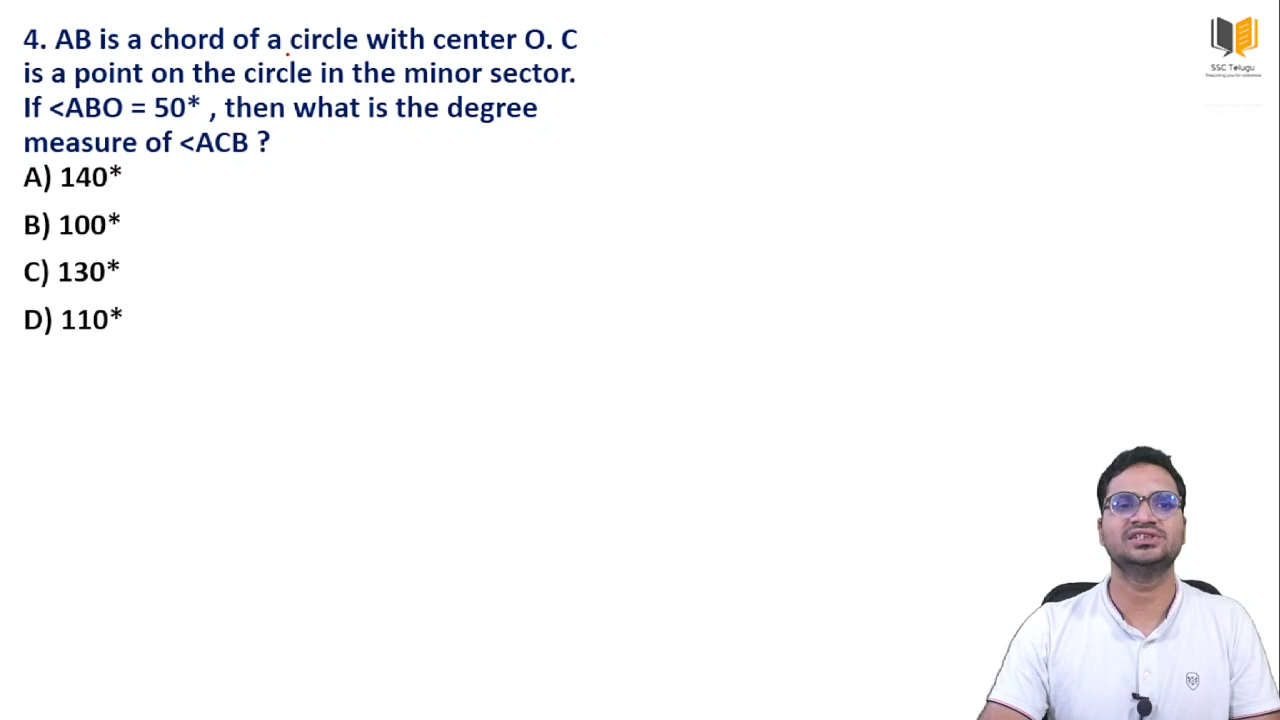 4. AB is a chord of a circle with center O. C
is a point on the circle in the minor sector.
If <ABO = 50* , then what is the degree
measure of <ACB ?
A) 140*
B) 100*
C) 130*
D) 110*
SSC Telugu